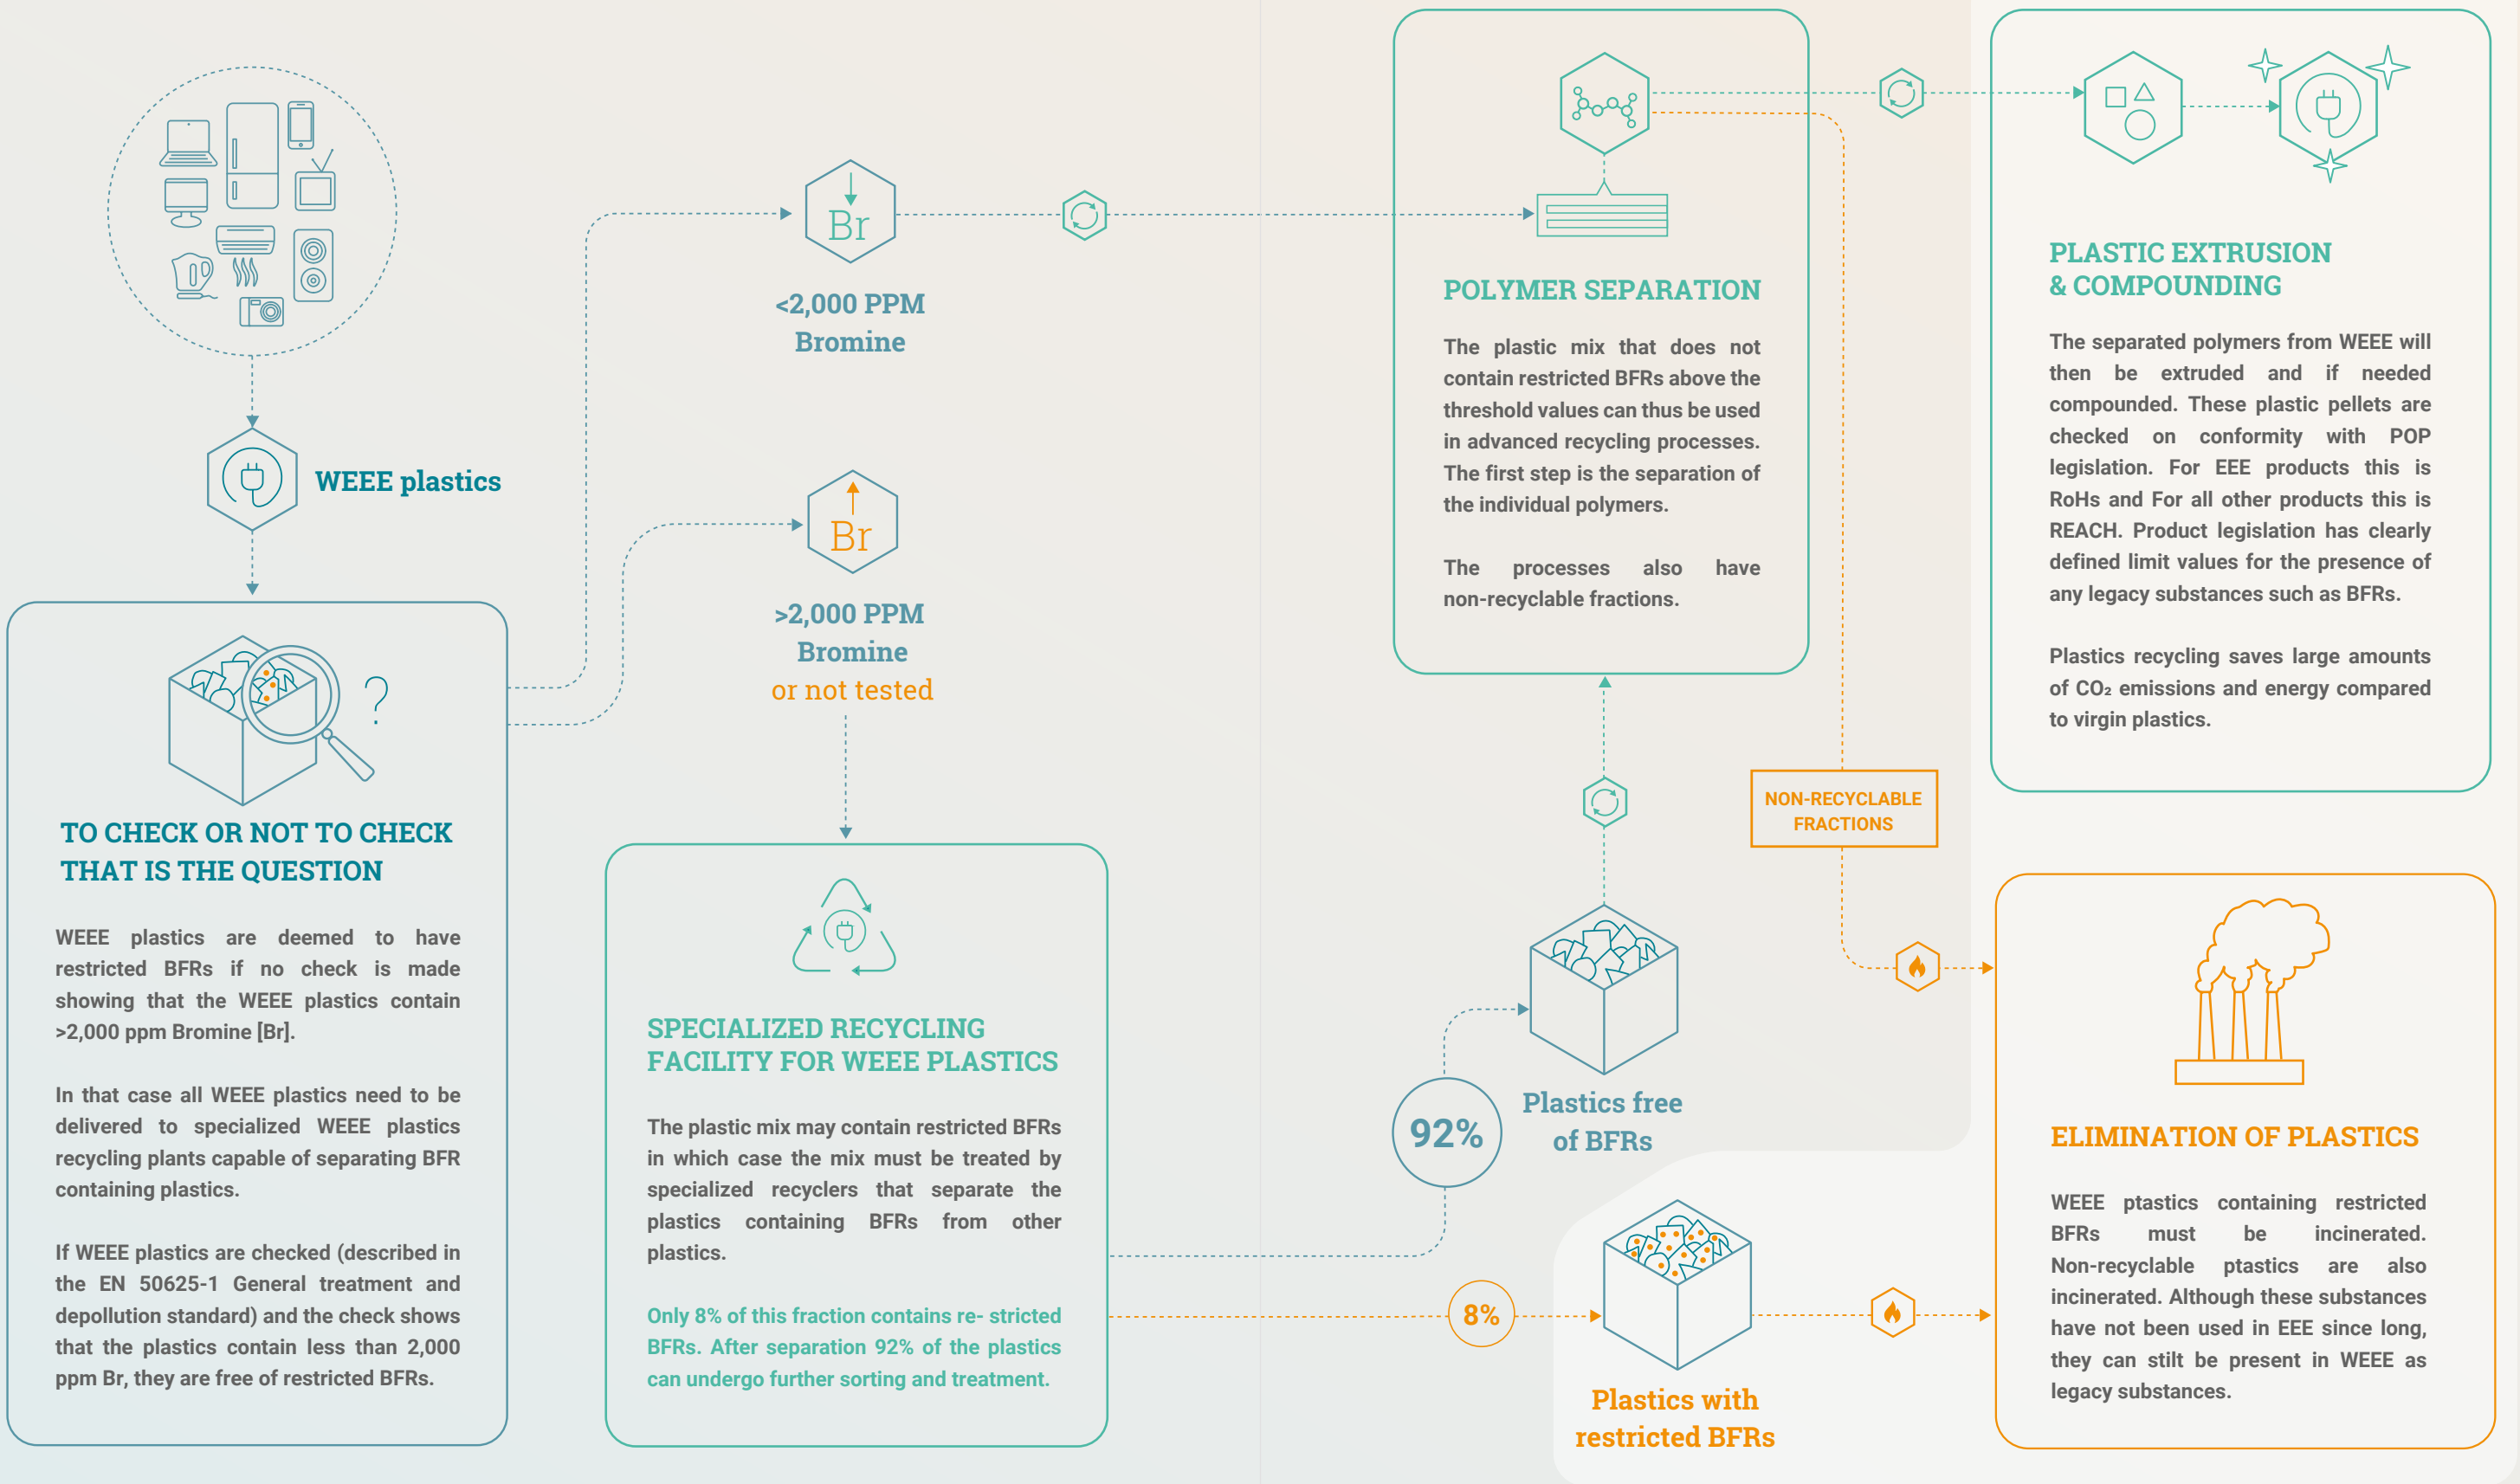 WEEE plastics
TO CHECK OR NOT TO CHECK
THAT IS THE QUESTION
WEEE plastics are deemed to have
restricted BFRs if no check is made
showing that the WEEE plastics contain
>2,000 ppm Bromine [Br].
In that case all WEEE plastics need to be
delivered to specialized WEEE plastics
recycling plants capable of separating BFR
containing plastics.
If WEEE plastics are checked (described in
the EN 50625-1 General treatment and
depollution standard) and the check shows
that the plastics contain less than 2,000
ppm Br, they are free of restricted BFRs.
Br
<2,000 PPM
Bromine
Br
>2,000 PPM
Bromine
or not tested
SPECIALIZED RECYCLING
FACILITY FOR WEEE PLASTICS
The plastic mix may contain restricted BFRs
in which case the mix must be treated by
specialized recyclers that separate the
plastics containing BFRs from other
plastics.
Only 8% of this fraction contains re- stricted
BFRs. After separation 92% of the plastics
can undergo further sorting and treatment.
POLYMER SEPARATION
The plastic mix that does not
contain restricted BFRs above the
threshold values can thus be used
in advanced recycling processes.
The first step is the separation of
the individual polymers.
The processes also have
non-recyclable fractions.
92%
Plastics free
of BFRs
8%
Plastics with
restricted BFRs
NON-RECYCLABLE
FRACTIONS
PLASTIC EXTRUSION
& COMPOUNDING
The separated polymers from WEEE will
then be extruded and if needed
compounded. These plastic pellets are
checked on conformity with POP
legislation. For EEE products this is
RoHs and For all other products this is
REACH. Product legislation has clearly
defined limit values for the presence of
any legacy substances such as BFRs.
Plastics recycling saves large amounts
of CO₂ emissions and energy compared
to virgin plastics.
ELIMINATION OF PLASTICS
WEEE ptastics containing restricted
BFRs must be incinerated.
Non-recyclable ptastics are also
incinerated. Although these substances
have not been used in EEE since long,
they can stilt be present in WEEE as
legacy substances.